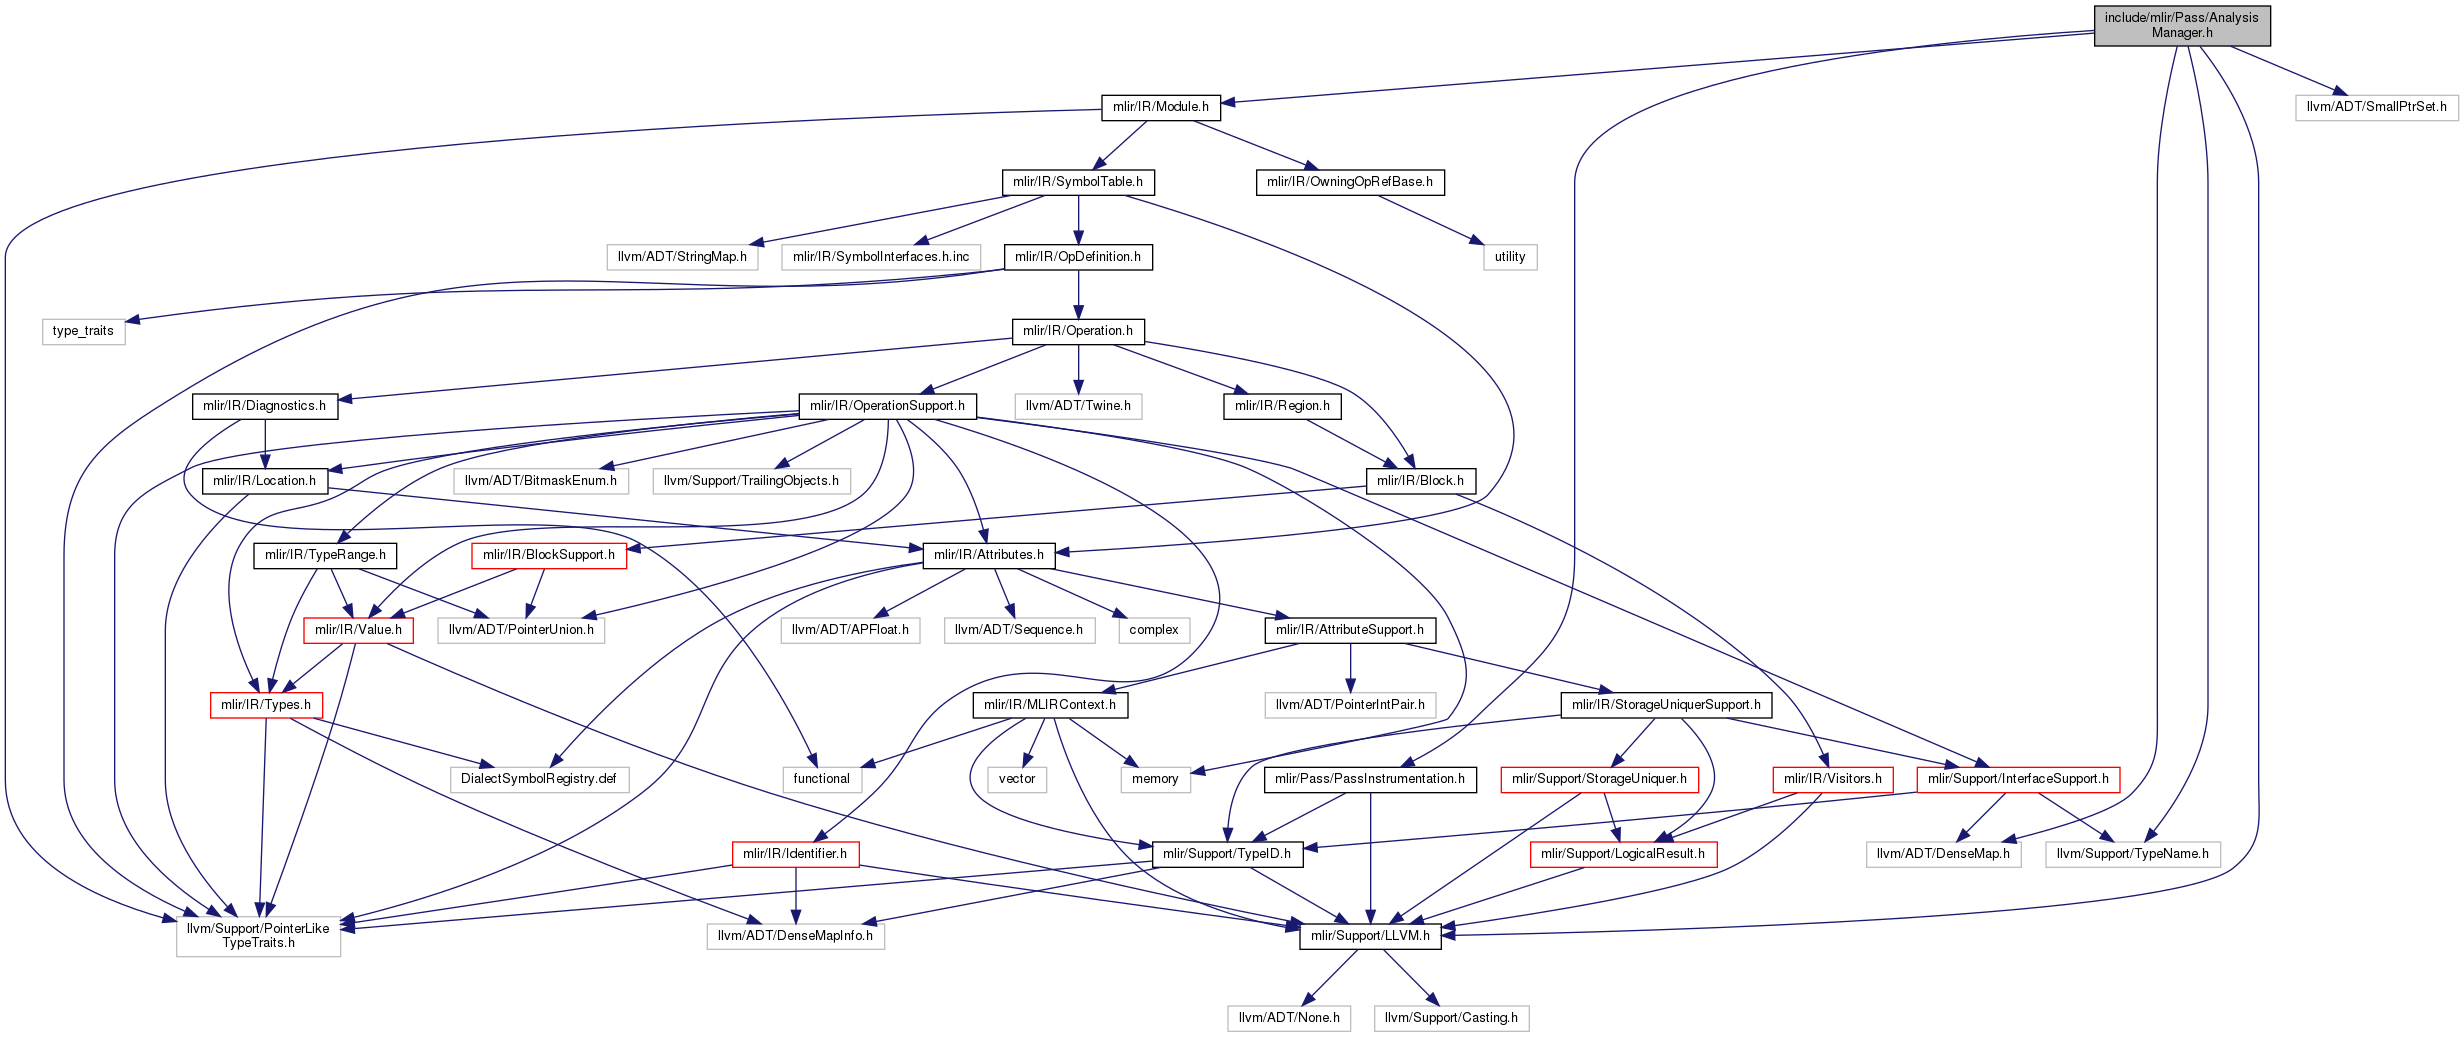 include/mlir/Pass/Analysis
Manager.h
mlir/IR/Module.h
llvm/ADT/SmallPtrSet.h
mlir/IR/SymbolTable.h
mlir/IR/OwningOpRefBase.h
llvm/ADT/StringMap.h
mlir/IR/SymbolInterfaces.h.inc
mlir/IR/OpDefinition.h
utility
type_traits
mlir/IR/Operation.h
mlir/IR/Diagnostics.h
mlir/IR/OperationSupport.h
llvm/ADT/Twine.h
mlir/IR/Region.h
mlir/IR/Location.h
llvm/ADT/BitmaskEnum.h
llvm/Support/TrailingObjects.h
mlir/IR/Block.h
mlir/IR/TypeRange.h
mlir/IR/BlockSupport.h
mlir/IR/Attributes.h
mlir/IR/Value.h
llvm/ADT/PointerUnion.h
llvm/ADT/APFloat.h
llvm/ADT/Sequence.h
complex
mlir/IR/AttributeSupport.h
mlir/IR/Types.h
mlir/IR/MLIRContext.h
llvm/ADT/PointerIntPair.h
mlir/IR/StorageUniquerSupport.h
DialectSymbolRegistry.def
functional
vector
memory
mlir/Pass/PassInstrumentation.h
mlir/Support/StorageUniquer.h
mlir/IR/Visitors.h
mlir/Support/InterfaceSupport.h
mlir/IR/Identifier.h
mlir/Support/TypeID.h
mlir/Support/LogicalResult.h
llvm/ADT/DenseMap.h
llvm/Support/TypeName.h
llvm/Support/PointerLike
TypeTraits.h
llvm/ADT/DenseMapInfo.h
mlir/Support/LLVM.h
llvm/ADT/None.h
llvm/Support/Casting.h